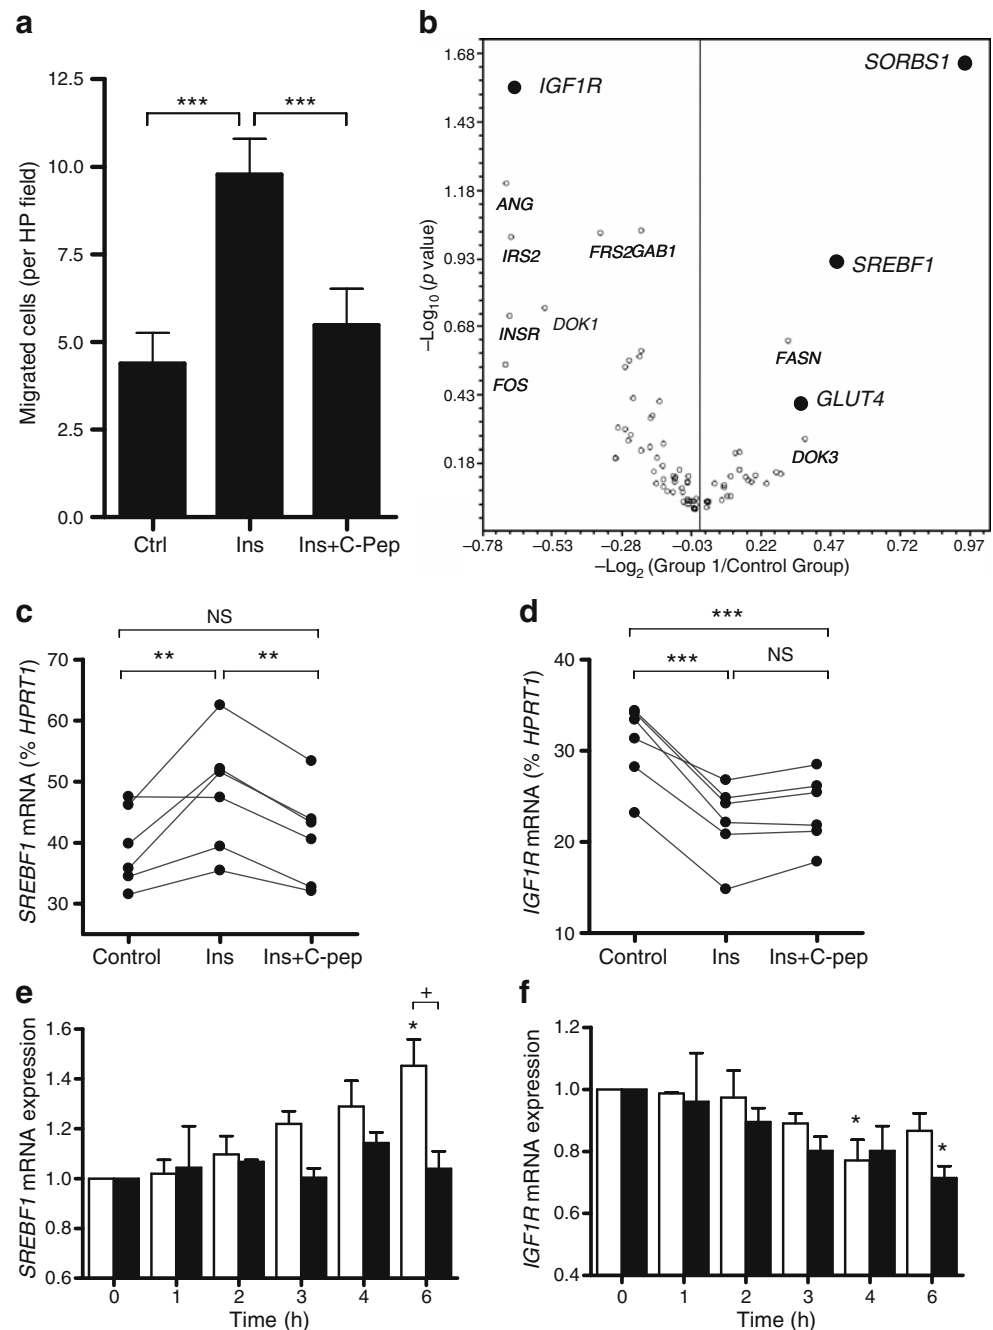 a
Migrated cells (per HP field)
12.5
10.0
7.5
5.0
2.5
0.0
*** ***
Ctrl Ins Ins+C-Pep
b
–Log10 (p value)
1.68
1.43
1.18
0.93
0.68
0.43
0.18
SORBS1
IGF1R
ANG
IRS2
FRS2 GAB1
SREBF1
INSR
DOK1
FASN
FOS
GLUT4
DOK3
–0.78 –0.53 –0.28 –0.03 0.22 0.47 0.72 0.97
–Log2 (Group 1/Control Group)
c
SREBF1 mRNA (% HPRT1)
NS
** **
70
60
50
40
30
Control Ins Ins+C-pep
d
IGF1R mRNA (% HPRT1)
***
*** NS
40
30
20
10
Control Ins Ins+C-pep
e
SREBF1 mRNA expression
+
*
1.6
1.4
1.2
1.0
0.8
0.6
0 1 2 3 4 6
Time (h)
f
IGF1R mRNA expression
1.2
1.0
0.8
0.6
0.4
* *
0 1 2 3 4 6
Time (h)